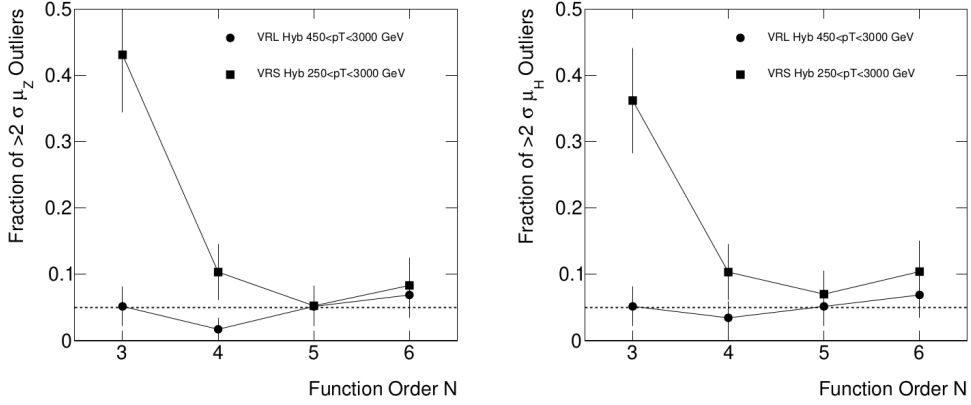 Fraction of >2 σ μ_Z Outliers
0.5
0.4
0.3
0.2
0.1
0
VRL Hyb 450<pT<3000 GeV
VRS Hyb 250<pT<3000 GeV
3 4 5 6
Function Order N
Fraction of >2 σ μ_H Outliers
0.5
0.4
0.3
0.2
0.1
0
VRL Hyb 450<pT<3000 GeV
VRS Hyb 250<pT<3000 GeV
3 4 5 6
Function Order N